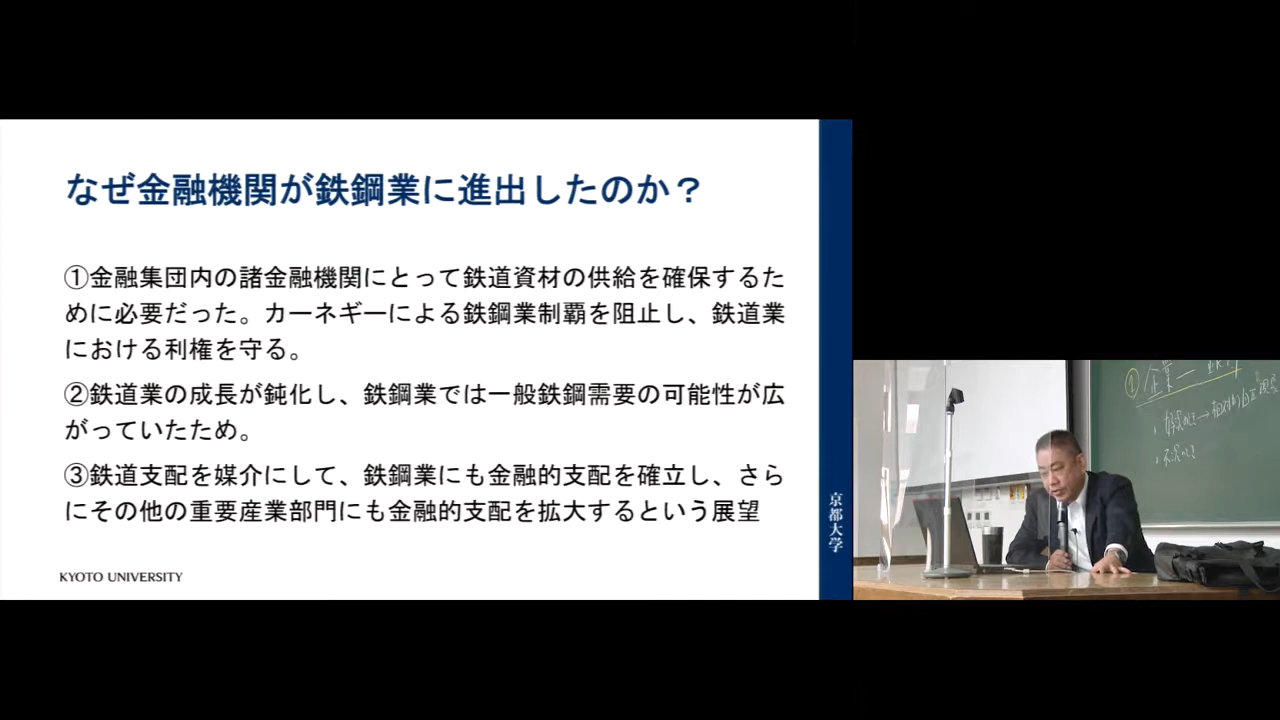 なぜ金融機関が鉄鋼業に進出したのか？
①金融集団内の諸金融機関にとって鉄道資材の供給を確保するた
めに必要だった。カーネギーによる鉄鋼業制覇を阻止し、鉄道業
における利権を守る。
②鉄道業の成長が鈍化し、鉄鋼業では一般鉄鋼需要の可能性が広
がっていたため。
③鉄道支配を媒介にして、鉄鋼業にも金融的支配を確立し、さら
にその他の重要産業部門にも金融的支配を拡大するという展望
KYOTO UNIVERSITY
京都大学
① 企業